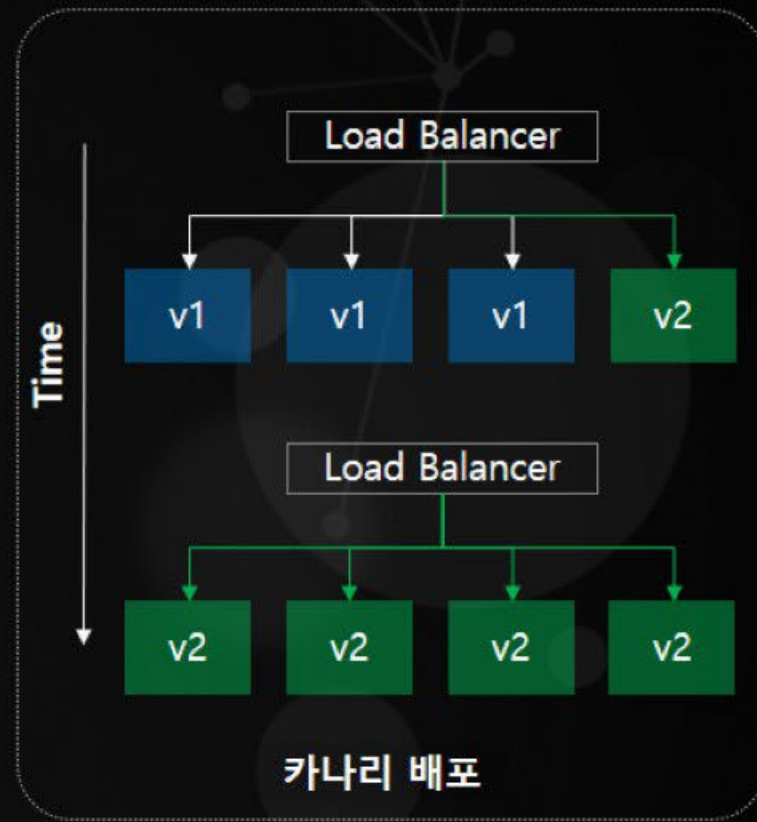 Load Balancer
v1 v1 v1 v2
Time
Load Balancer
v2 v2 v2 v2
카나리 배포